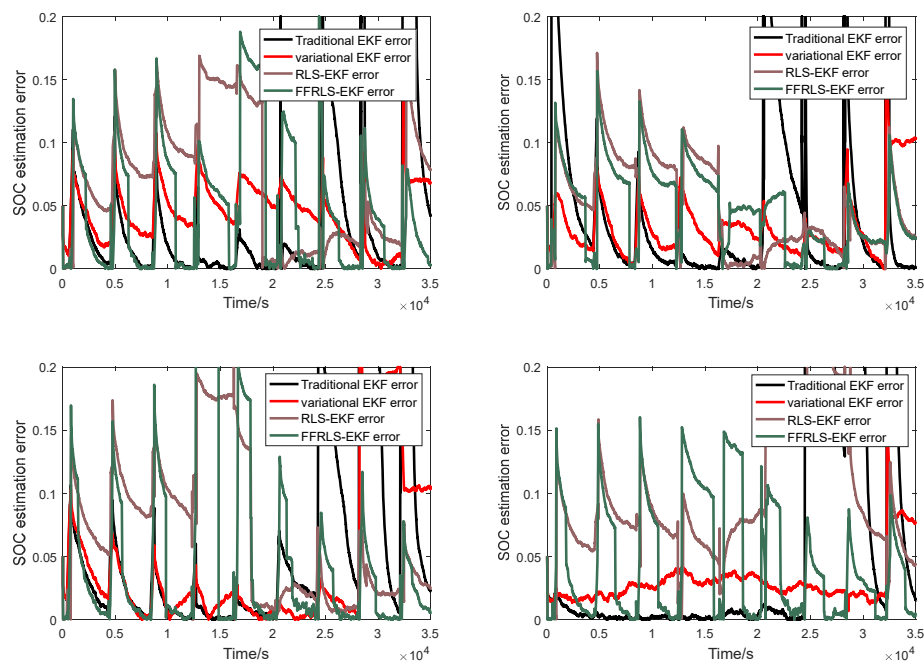 0.2
0.15
0.1
0.05
0
SOC estimation error
Traditional EKF error
variational EKF error
RLS-EKF error
FFRLS-EKF error
0 0.5 1 1.5 2 2.5 3 3.5
Time/s
×10^4
0.2
0.15
0.1
0.05
0
SOC estimation error
Traditional EKF error
variational EKF error
RLS-EKF error
FFRLS-EKF error
0 0.5 1 1.5 2 2.5 3 3.5
Time/s
×10^4
0.2
0.15
0.1
0.05
0
SOC estimation error
Traditional EKF error
variational EKF error
RLS-EKF error
FFRLS-EKF error
0 0.5 1 1.5 2 2.5 3 3.5
Time/s
×10^4
0.2
0.15
0.1
0.05
0
SOC estimation error
Traditional EKF error
variational EKF error
RLS-EKF error
FFRLS-EKF error
0 0.5 1 1.5 2 2.5 3 3.5
Time/s
×10^4